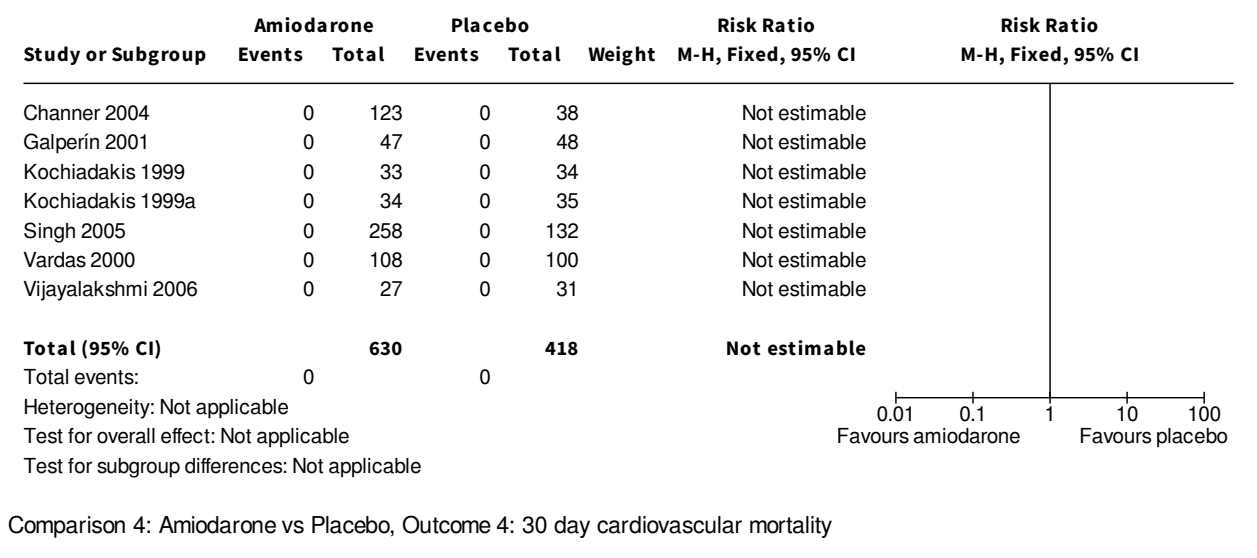 Amiodarone Placebo Risk Ratio Risk Ratio
Study or Subgroup Events Total Events Total Weight M-H, Fixed, 95% CI M-H, Fixed, 95% CI
Channer 2004 0 123 0 38 Not estimable
Galperín 2001 0 47 0 48 Not estimable
Kochiadakis 1999 0 33 0 34 Not estimable
Kochiadakis 1999a 0 34 0 35 Not estimable
Singh 2005 0 258 0 132 Not estimable
Vardas 2000 0 108 0 100 Not estimable
Vijayalakshmi 2006 0 27 0 31 Not estimable
Total (95% CI) 630 418 Not estimable
Total events: 0 0
Heterogeneity: Not applicable
0.01 0.1 1 10 100
Test for overall effect: Not applicable Favours amiodarone Favours placebo
Test for subgroup differences: Not applicable
Comparison 4: Amiodarone vs Placebo, Outcome 4: 30 day cardiovascular mortality